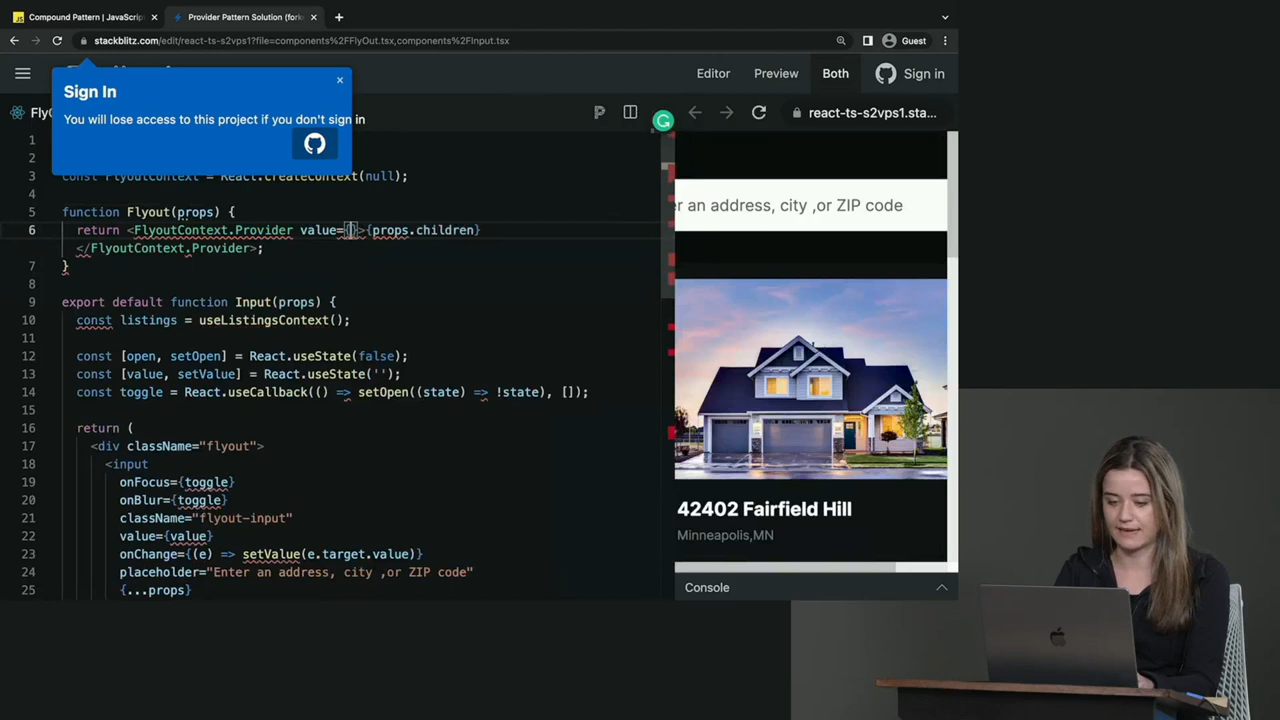 Compound Pattern | JavaScri
Provider Pattern Solution (fork
stackblitz.com/edit/react-ts-s2vps1?file=components%2FFlyOut.tsx,components%2FInput.tsx
Guest
Editor
Preview
Both
Sign in
Sign In
You will lose access to this project if you don't sign in
react-ts-s2vps1.sta...
1
2
3 const FlyoutContext = React.createContext(null);
4
5 function Flyout(props) {
6 return <FlyoutContext.Provider value={}>{props.children}
</FlyoutContext.Provider>;
7 }
8
9 export default function Input(props) {
10 const listings = useListingsContext();
11
12 const [open, setOpen] = React.useState(false);
13 const [value, setValue] = React.useState('');
14 const toggle = React.useCallback(() => setOpen((state) => !state), []);
15
16 return (
17 <div className="flyout">
18 <input
19 onFocus={toggle}
20 onBlur={toggle}
21 className="flyout-input"
22 value={value}
23 onChange={(e) => setValue(e.target.value)}
24 placeholder="Enter an address, city ,or ZIP code"
25 {...props}
er an address, city ,or ZIP code
42402 Fairfield Hill
Minneapolis,MN
Console